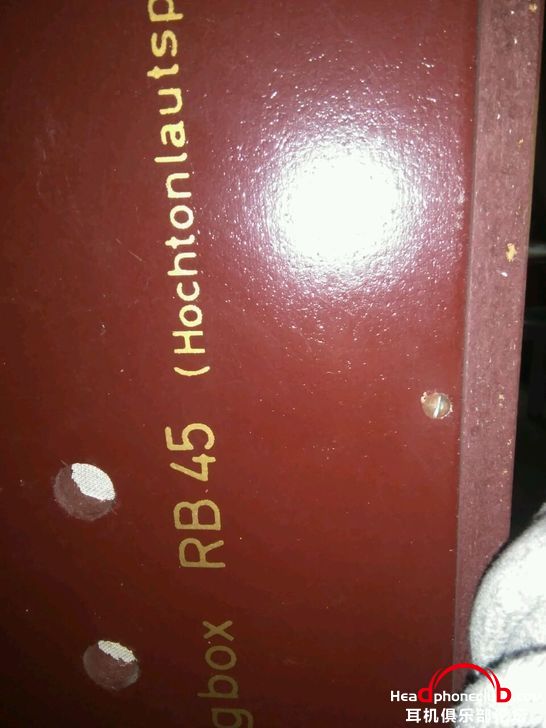 gbox RB 45 (Hochtonlautsp
Headphoneclub
耳机俱乐部